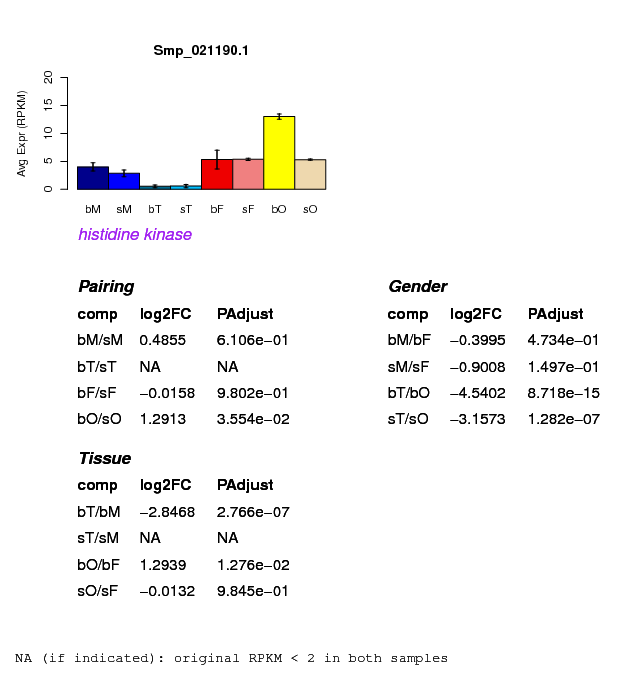 Smp_021190.1
Avg Expr (RPKM)
20
15
10
5
0
bM sM bT sT bF sF bO sO
histidine kinase
Pairing
comp log2FC PAdjust
bM/sM 0.4855 6.106e−01
bT/sT NA NA
bF/sF −0.0158 9.802e−01
bO/sO 1.2913 3.554e−02
Gender
comp log2FC PAdjust
bM/bF −0.3995 4.734e−01
sM/sF −0.9008 1.497e−01
bT/bO −4.5402 8.718e−15
sT/sO −3.1573 1.282e−07
Tissue
comp log2FC PAdjust
bT/bM −2.8468 2.766e−07
sT/sM NA NA
bO/bF 1.2939 1.276e−02
sO/sF −0.0132 9.845e−01
NA (if indicated): original RPKM < 2 in both samples